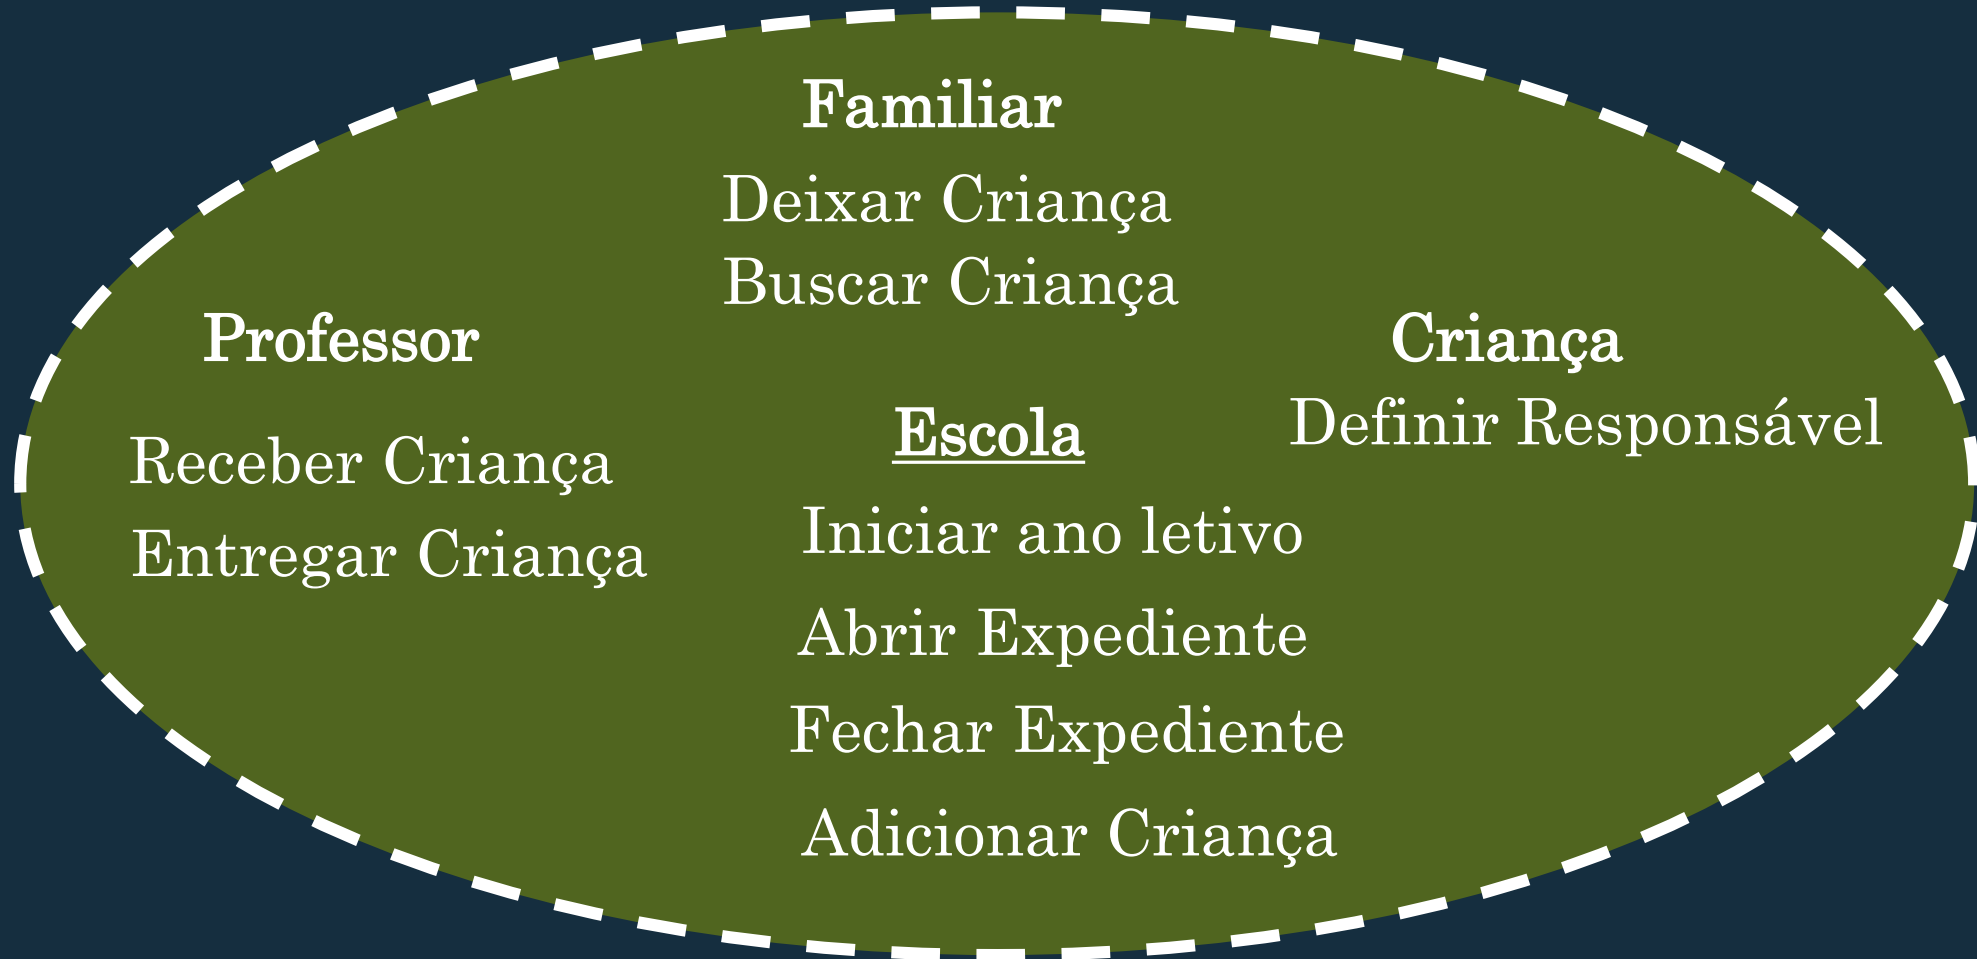 Familiar
Deixar Criança
Buscar Criança
Professor
Receber Criança
Entregar Criança
Criança
Definir Responsável
Escola
Iniciar ano letivo
Abrir Expediente
Fechar Expediente
Adicionar Criança